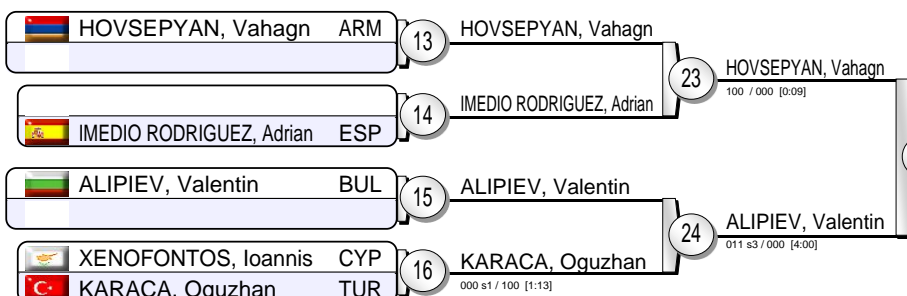 HOVSEPYAN, Vahagn ARM
13
HOVSEPYAN, Vahagn
23
HOVSEPYAN, Vahagn
100 / 000 [0:09]
14
IMEDIO RODRIGUEZ, Adrian
IMEDIO RODRIGUEZ, Adrian ESP
ALIPIEV, Valentin BUL
15
ALIPIEV, Valentin
24
ALIPIEV, Valentin
011 s3 / 000 [4:00]
XENOFONTOS, Ioannis CYP
16
KARACA, Oguzhan
000 s1 / 100 [1:13]
KARACA, Oguzhan TUR